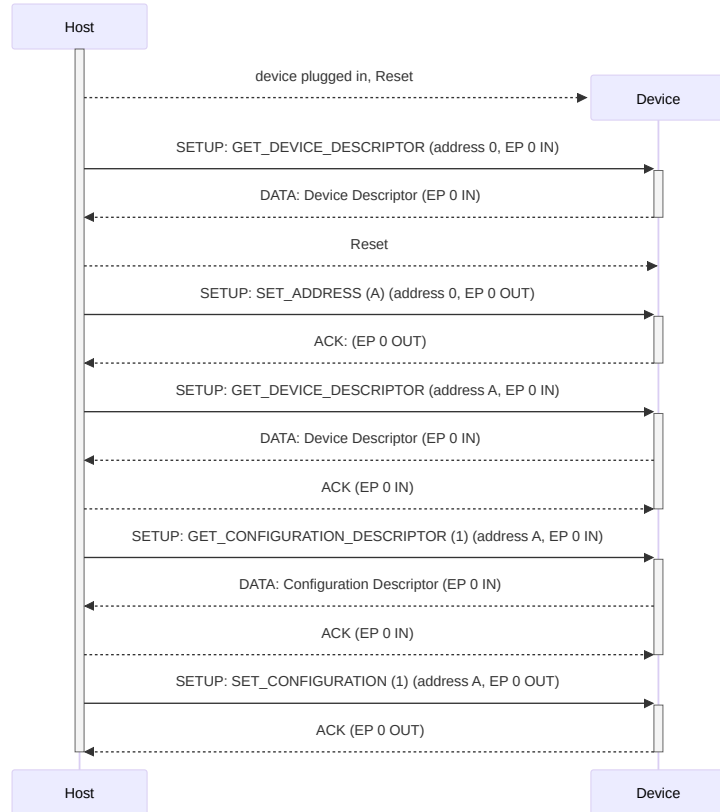 Host
device plugged in, Reset
Device
SETUP: GET_DEVICE_DESCRIPTOR (address 0, EP 0 IN)
DATA: Device Descriptor (EP 0 IN)
Reset
SETUP: SET_ADDRESS (A) (address 0, EP 0 OUT)
ACK: (EP 0 OUT)
SETUP: GET_DEVICE_DESCRIPTOR (address A, EP 0 IN)
DATA: Device Descriptor (EP 0 IN)
ACK (EP 0 IN)
SETUP: GET_CONFIGURATION_DESCRIPTOR (1) (address A, EP 0 IN)
DATA: Configuration Descriptor (EP 0 IN)
ACK (EP 0 IN)
SETUP: SET_CONFIGURATION (1) (address A, EP 0 OUT)
ACK (EP 0 OUT)
Host
Device